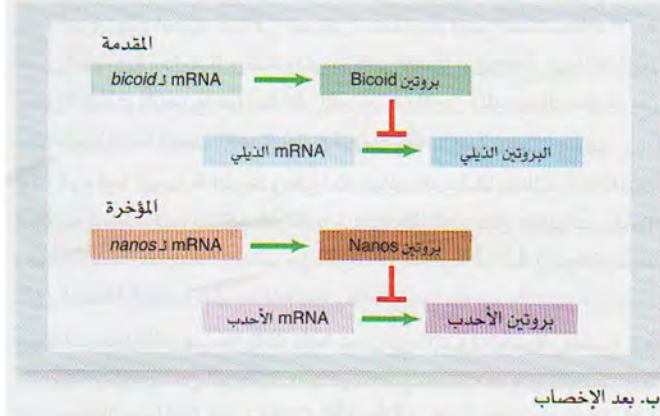 المقدمة
mRNA لـ bicoid
بروتين Bicoid
mRNA الذيلي
البروتين الذيلي
المؤخرة
mRNA لـ nanos
بروتين Nanos
mRNA الأحدب
بروتين الأحدب
ب. بعد الإخصاب